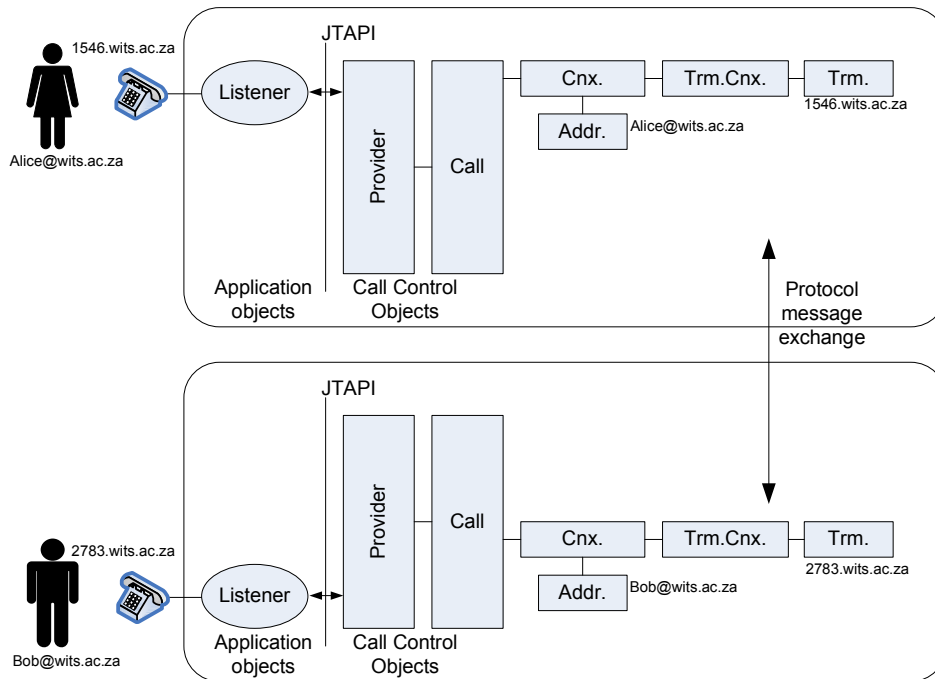 JTAPI
1546.wits.ac.za
Listener
Cnx.
Trm.Cnx.
Trm.
1546.wits.ac.za
Addr.
Alice@wits.ac.za
Alice@wits.ac.za
Provider
Call
Application
objects
Call Control
Objects
Protocol
message
exchange
JTAPI
2783.wits.ac.za
Provider
Call
Cnx.
Trm.Cnx.
Trm.
2783.wits.ac.za
Listener
Addr.
Bob@wits.ac.za
Application
objects
Call Control
Objects
Bob@wits.ac.za